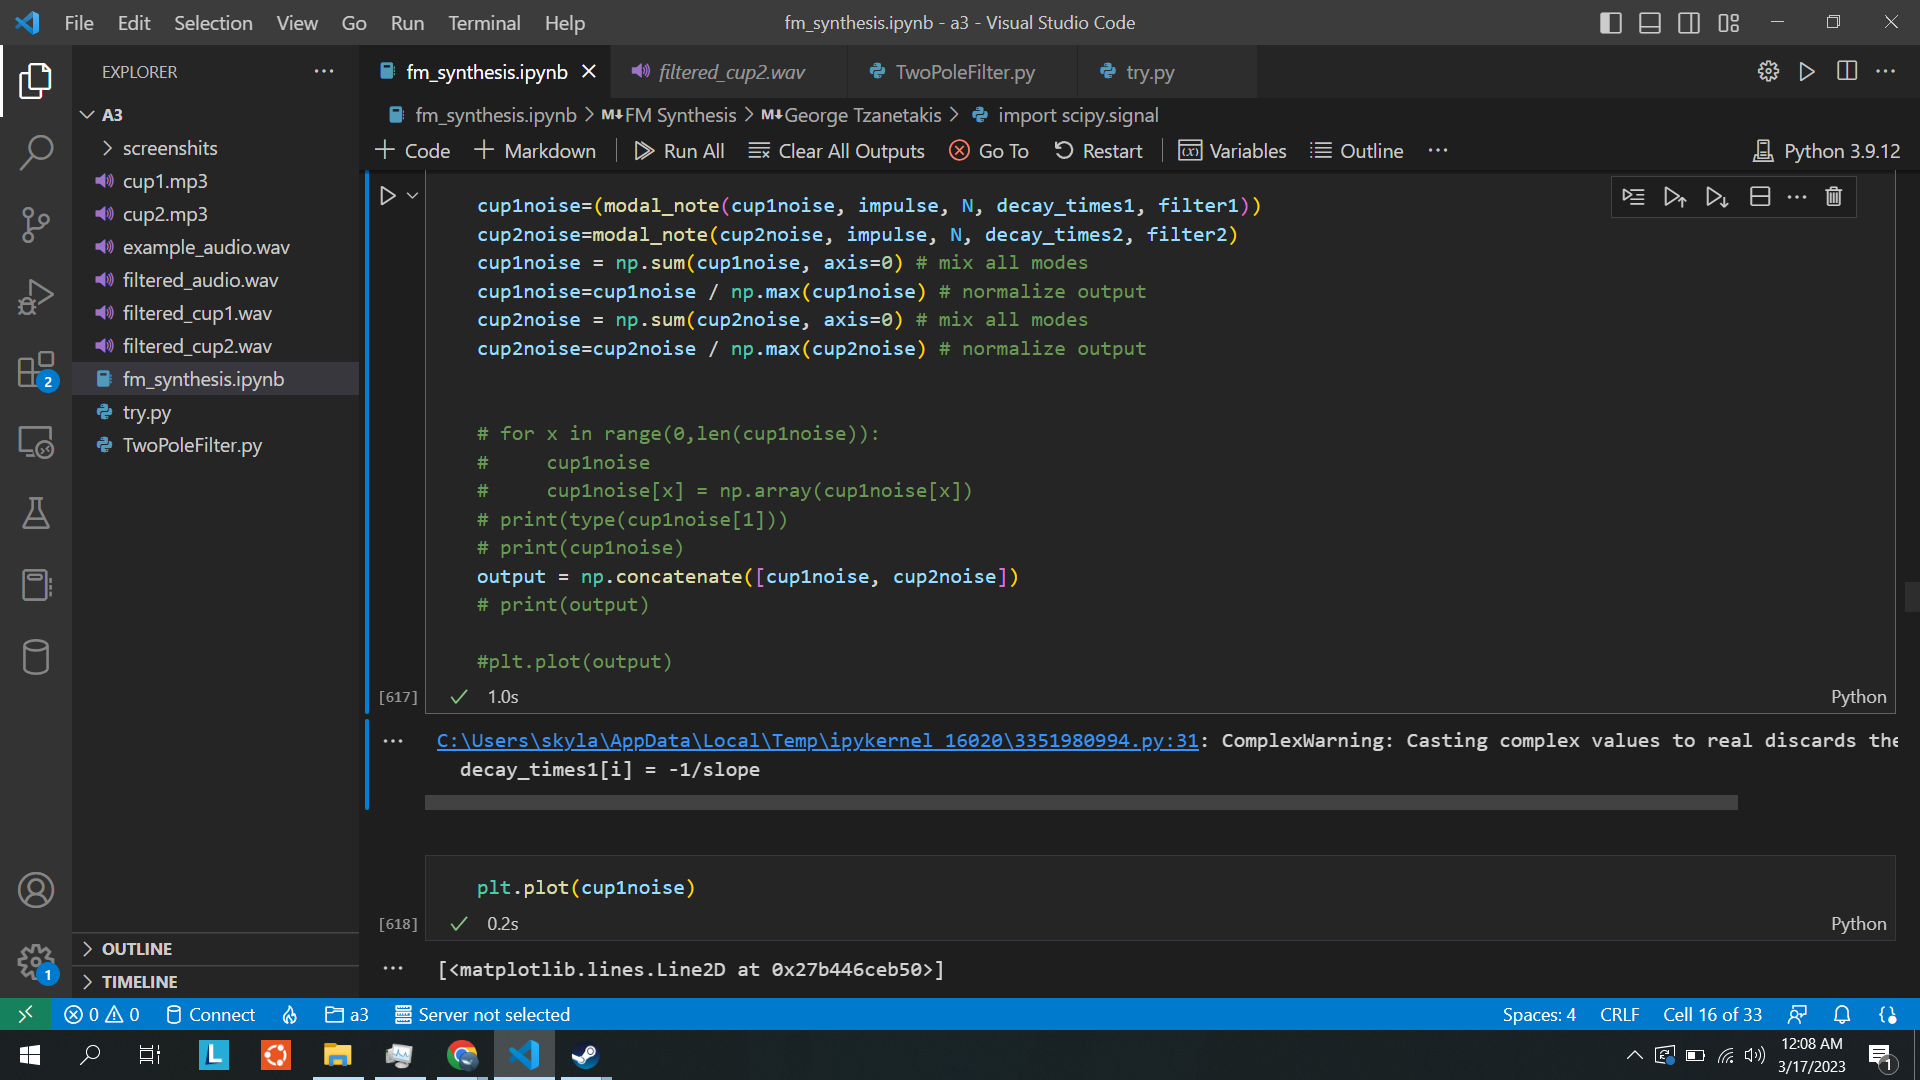 File Edit Selection View Go Run Terminal Help
fm_synthesis.ipynb - a3 - Visual Studio Code
EXPLORER
A3
screenshits
cup1.mp3
cup2.mp3
example_audio.wav
filtered_audio.wav
filtered_cup1.wav
filtered_cup2.wav
fm_synthesis.ipynb
try.py
TwoPoleFilter.py
OUTLINE
TIMELINE
2
1
fm_synthesis.ipynb filtered_cup2.wav TwoPoleFilter.py try.py
fm_synthesis.ipynb > M↓FM Synthesis > M↓George Tzanetakis > import scipy.signal
+ Code + Markdown Run All Clear All Outputs Go To Restart Variables Outline ··· Python 3.9.12
cup1noise=(modal_note(cup1noise, impulse, N, decay_times1, filter1))
cup2noise=modal_note(cup2noise, impulse, N, decay_times2, filter2)
cup1noise = np.sum(cup1noise, axis=0) # mix all modes
cup1noise=cup1noise / np.max(cup1noise) # normalize output
cup2noise = np.sum(cup2noise, axis=0) # mix all modes
cup2noise=cup2noise / np.max(cup2noise) # normalize output
# for x in range(0,len(cup1noise)):
#     cup1noise
#     cup1noise[x] = np.array(cup1noise[x])
# print(type(cup1noise[1]))
# print(cup1noise)
output = np.concatenate([cup1noise, cup2noise])
# print(output)
#plt.plot(output)
[617] 1.0s Python
C:\Users\skyla\AppData\Local\Temp\ipykernel_16020\3351980994.py:31: ComplexWarning: Casting complex values to real discards the
decay_times1[i] = -1/slope
plt.plot(cup1noise)
[618] 0.2s Python
[<matplotlib.lines.Line2D at 0x27b446ceb50>]
0 0 Connect a3 Server not selected Spaces: 4 CRLF Cell 16 of 33
L
12:08 AM
3/17/2023
1